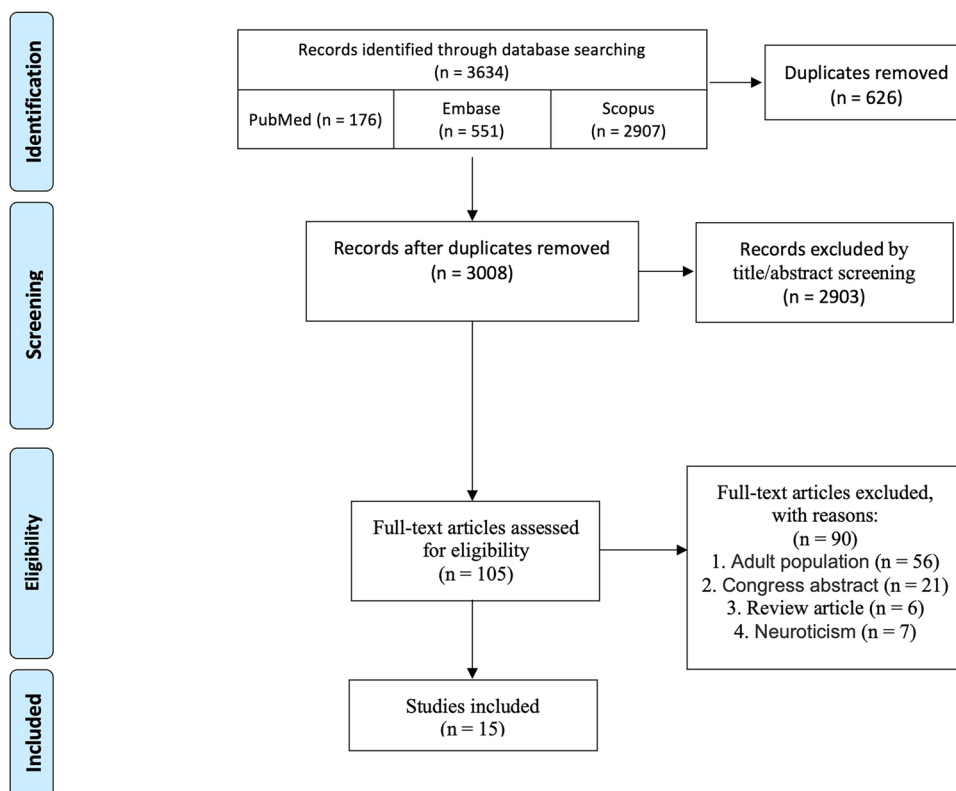 Identification
Records identified through database searching
(n = 3634)
PubMed (n = 176)
Embase
(n = 551)
Scopus
(n = 2907)
Duplicates removed
(n = 626)
Screening
Records after duplicates removed
(n = 3008)
Records excluded by
title/abstract screening
(n = 2903)
Eligibility
Full-text articles assessed
for eligibility
(n = 105)
Full-text articles excluded,
with reasons:
(n = 90)
1. Adult population (n = 56)
2. Congress abstract (n = 21)
3. Review article (n = 6)
4. Neuroticism (n = 7)
Included
Studies included
(n = 15)